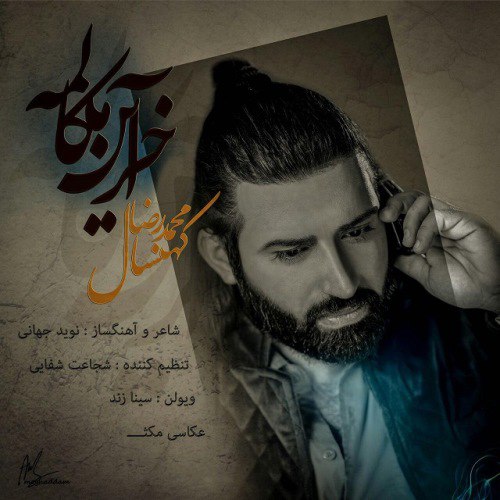 آخرین مکالمه
محمدرضا
کهنسال
شاعر و آهنگساز : نوید جهانی
تنظیم کننده : شجاعت شفایی
ویولن : سینا زند
عکاسی مکث